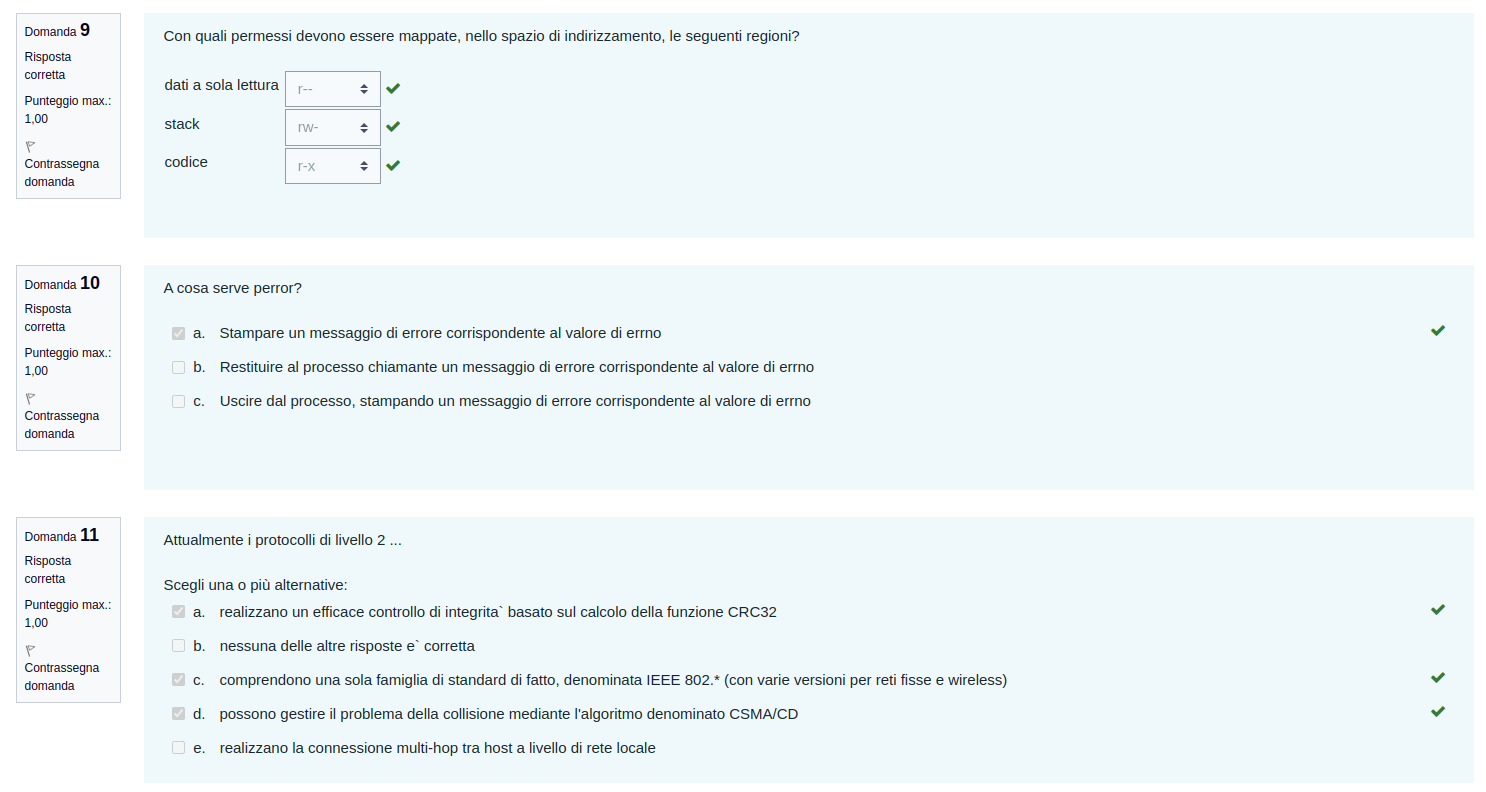 Domanda 9
Risposta
corretta
Punteggio max.:
1,00
Contrassegna
domanda
Con quali permessi devono essere mappate, nello spazio di indirizzamento, le seguenti regioni?
dati a sola lettura r--
stack rw-
codice r-x
Domanda 10
Risposta
corretta
Punteggio max.:
1,00
Contrassegna
domanda
A cosa serve perror?
a. Stampare un messaggio di errore corrispondente al valore di errno
b. Restituire al processo chiamante un messaggio di errore corrispondente al valore di errno
c. Uscire dal processo, stampando un messaggio di errore corrispondente al valore di errno
Domanda 11
Risposta
corretta
Punteggio max.:
1,00
Contrassegna
domanda
Attualmente i protocolli di livello 2 ...
Scegli una o più alternative:
a. realizzano un efficace controllo di integrita` basato sul calcolo della funzione CRC32
b. nessuna delle altre risposte e` corretta
c. comprendono una sola famiglia di standard di fatto, denominata IEEE 802.* (con varie versioni per reti fisse e wireless)
d. possono gestire il problema della collisione mediante l'algoritmo denominato CSMA/CD
e. realizzano la connessione multi-hop tra host a livello di rete locale